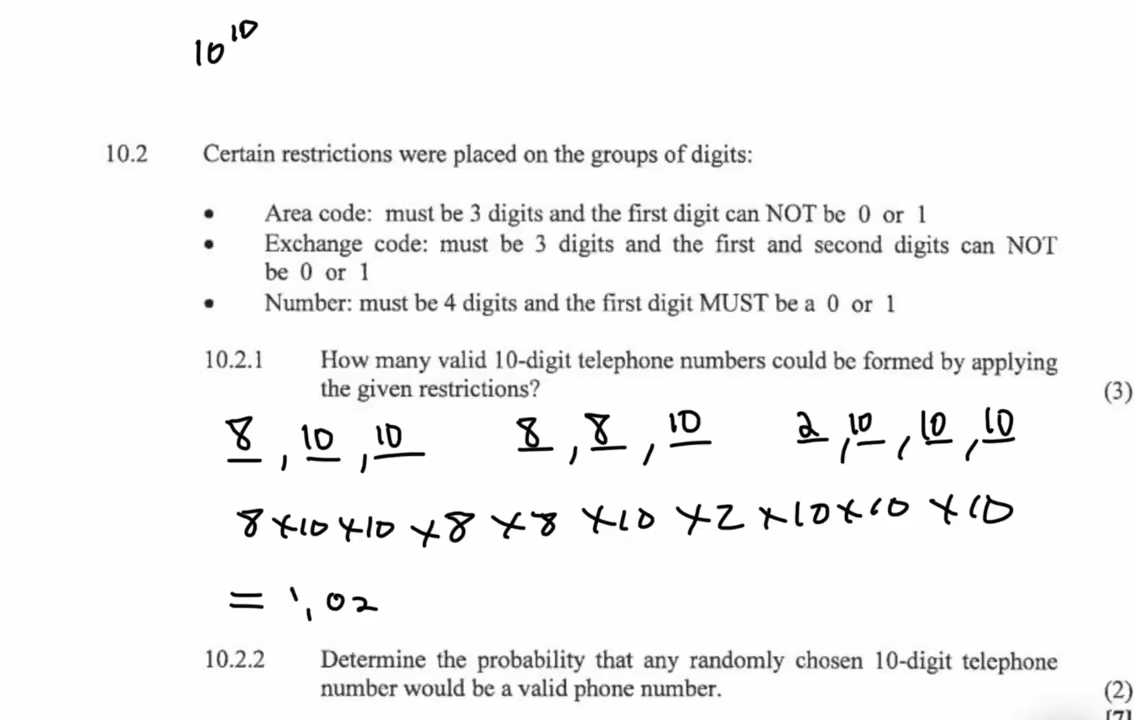 10^10
10.2 Certain restrictions were placed on the groups of digits:
• Area code: must be 3 digits and the first digit can NOT be 0 or 1
• Exchange code: must be 3 digits and the first and second digits can NOT
be 0 or 1
• Number: must be 4 digits and the first digit MUST be a 0 or 1
10.2.1 How many valid 10-digit telephone numbers could be formed by applying
the given restrictions? (3)
8, 10, 10 8, 8, 10 2, 10, 10, 10
8 × 10 × 10 × 8 × 8 × 10 × 2 × 10 × 10 × 10
= 1,02
10.2.2 Determine the probability that any randomly chosen 10-digit telephone
number would be a valid phone number. (2)
[7]